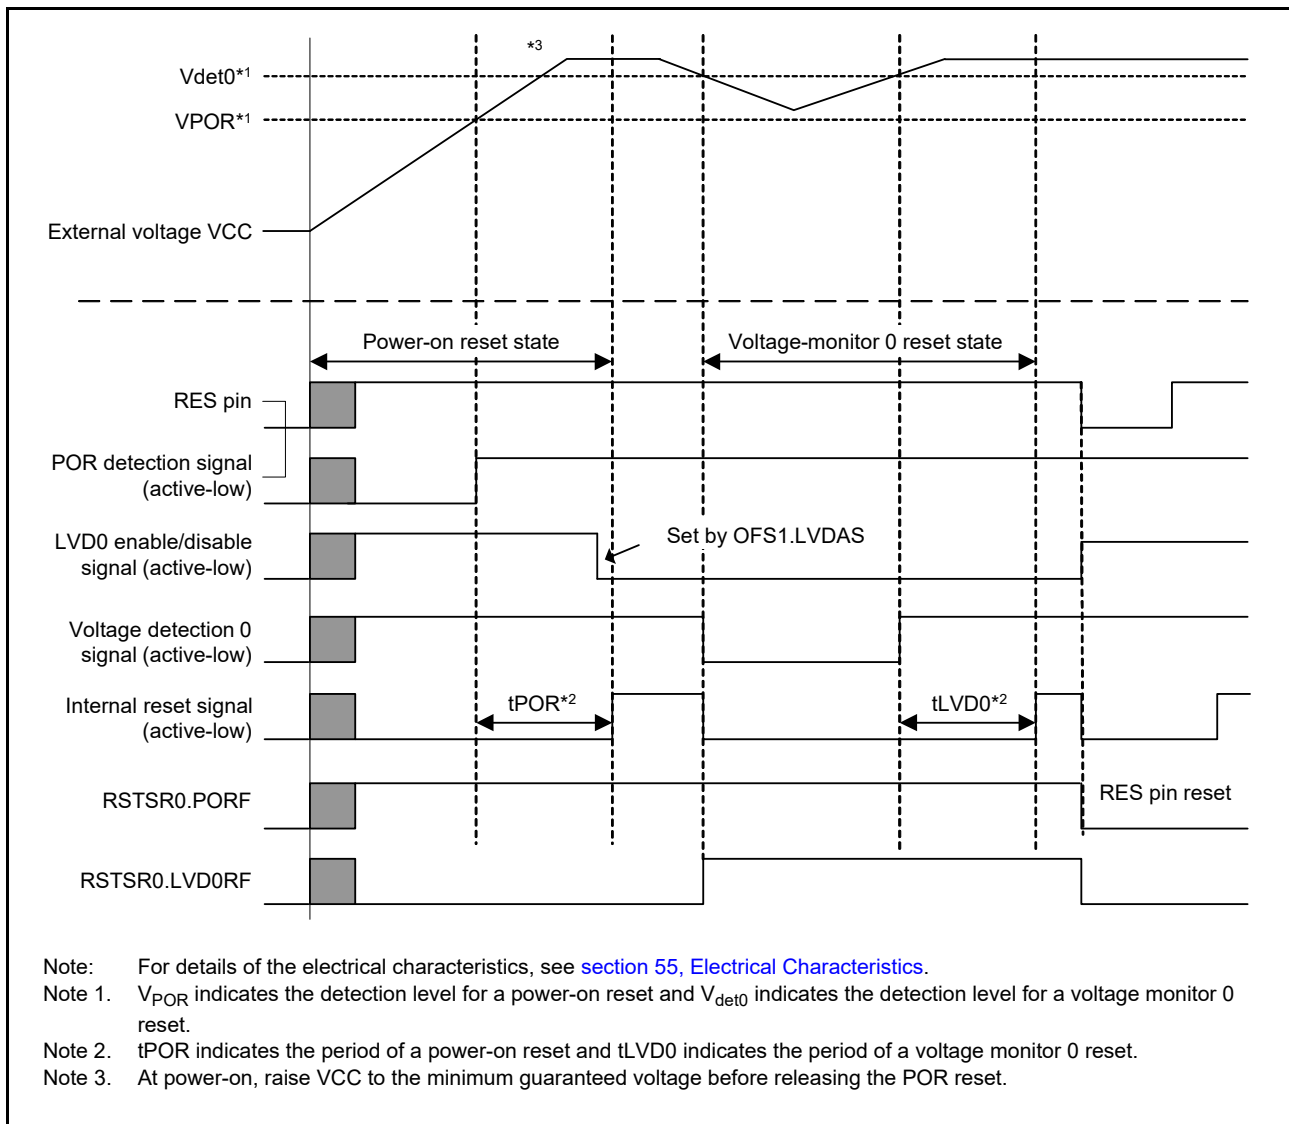 *3
Vdet0*1
VPOR*1
External voltage VCC
Power-on reset state
Voltage-monitor 0 reset state
RES pin
POR detection signal
(active-low)
LVD0 enable/disable
signal (active-low)
Set by OFS1.LVDAS
Voltage detection 0
signal (active-low)
Internal reset signal
(active-low)
tPOR*2
tLVD0*2
RSTSR0.PORF
RES pin reset
RSTSR0.LVD0RF
Note: For details of the electrical characteristics, see section 55, Electrical Characteristics.
Note 1. VPOR indicates the detection level for a power-on reset and Vdet0 indicates the detection level for a voltage monitor 0
reset.
Note 2. tPOR indicates the period of a power-on reset and tLVD0 indicates the period of a voltage monitor 0 reset.
Note 3. At power-on, raise VCC to the minimum guaranteed voltage before releasing the POR reset.